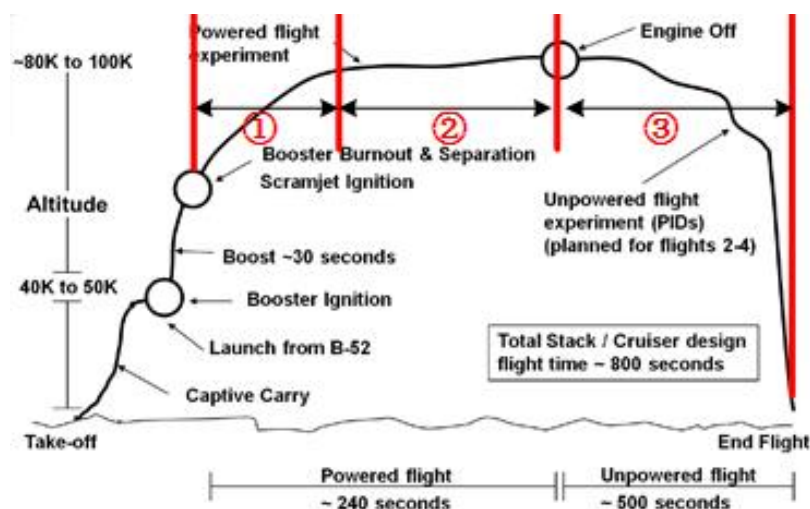 Powered flight
experiment
Engine Off
~80K to 100K
①
②
③
Booster Burnout & Separation
Scramjet Ignition
Altitude
Unpowered flight
experiment (PIDs)
(planned for flights 2-4)
Boost ~30 seconds
40K to 50K
Booster Ignition
Launch from B-52
Total Stack / Cruiser design
flight time ~ 800 seconds
Captive Carry
Take-off
End Flight
Powered flight
~ 240 seconds
Unpowered flight
~ 500 seconds